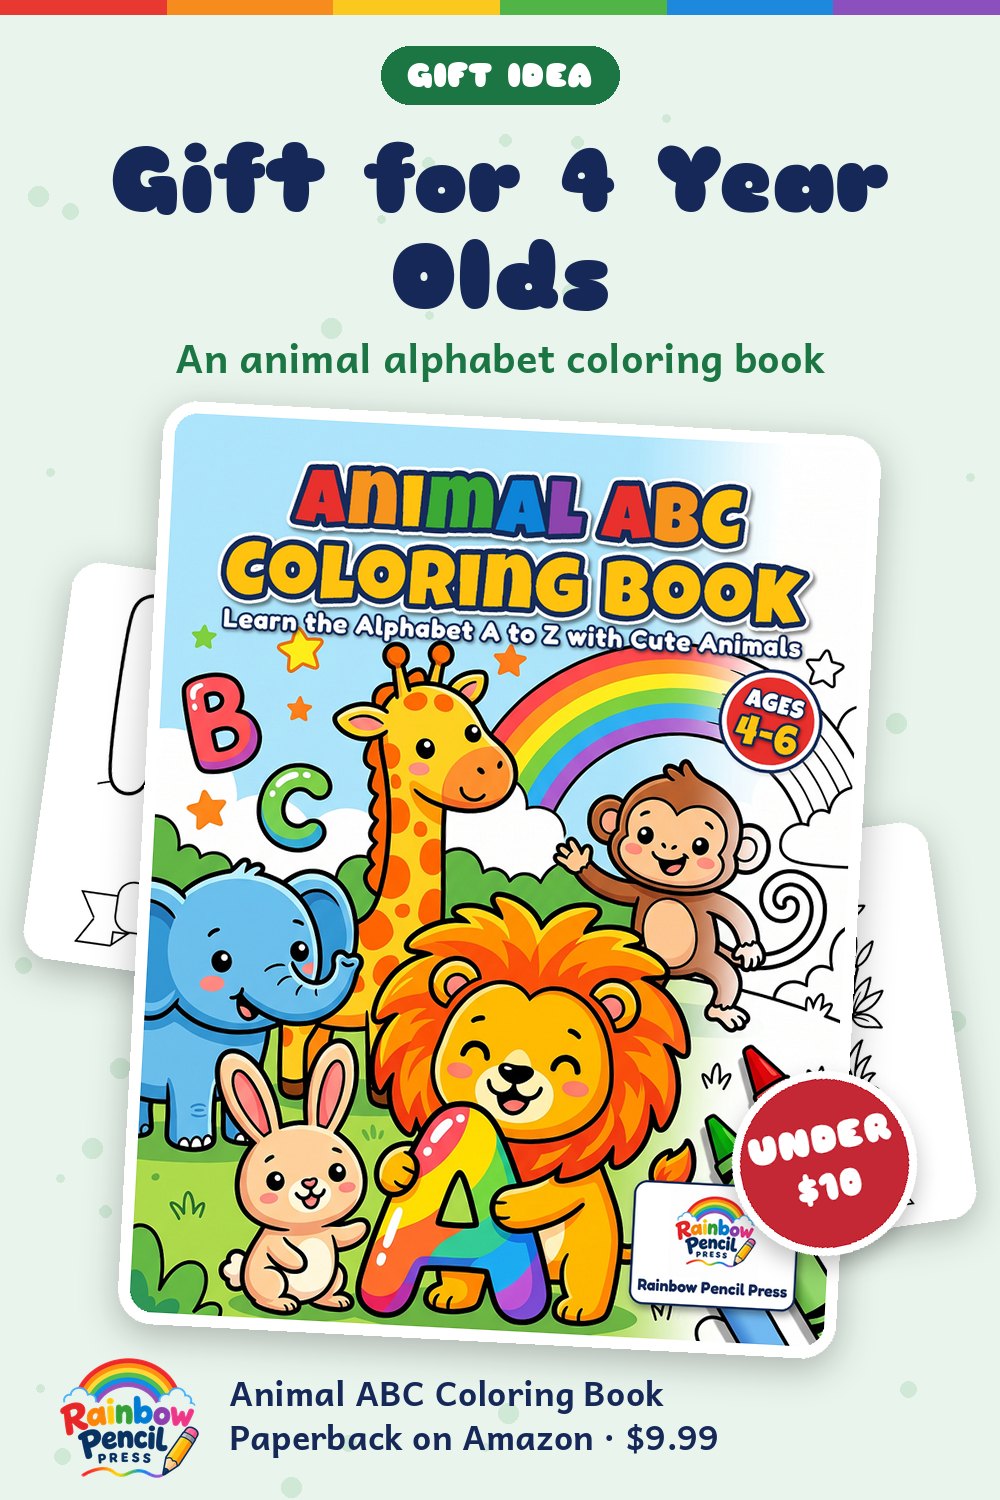 GIFT IDEA
Gift for 4 Year
Olds
An animal alphabet coloring book
ANIMAL ABC
COLORING BOOK
Learn the Alphabet A to Z with Cute Animals
AGES
4-6
B
C
A
UNDER
$10
Rainbow
Pencil
PRESS
Rainbow Pencil Press
Rainbow
Pencil
PRESS
Animal ABC Coloring Book
Paperback on Amazon · $9.99